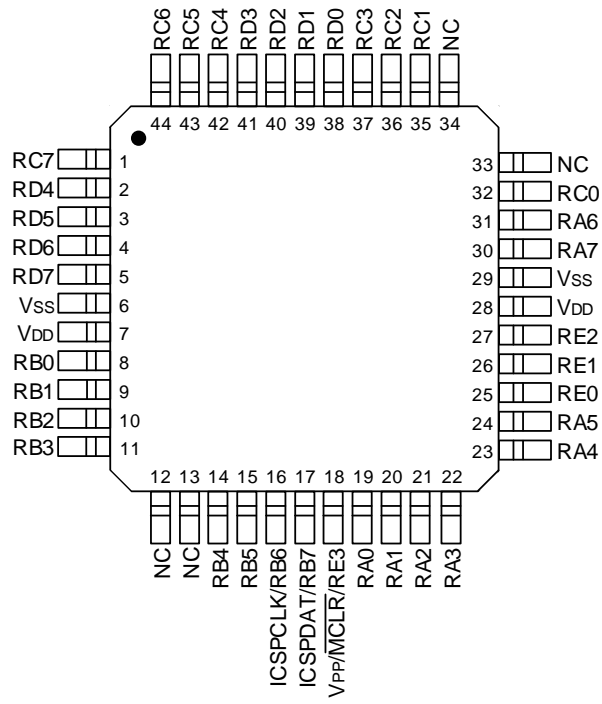 RC6
RC5
RC4
RD3
RD2
RD1
RD0
RC3
RC2
RC1
NC
44
43
42
41
40
39
38
37
36
35
34
RC7 1
RD4 2
RD5 3
RD6 4
RD7 5
VSS 6
VDD 7
RB0 8
RB1 9
RB2 10
RB3 11
33 NC
32 RC0
31 RA6
30 RA7
29 VSS
28 VDD
27 RE2
26 RE1
25 RE0
24 RA5
23 RA4
12
13
14
15
16
17
18
19
20
21
22
NC
NC
RB4
RB5
ICSPCLK/RB6
ICSPDAT/RB7
VPP/MCLR/RE3
RA0
RA1
RA2
RA3